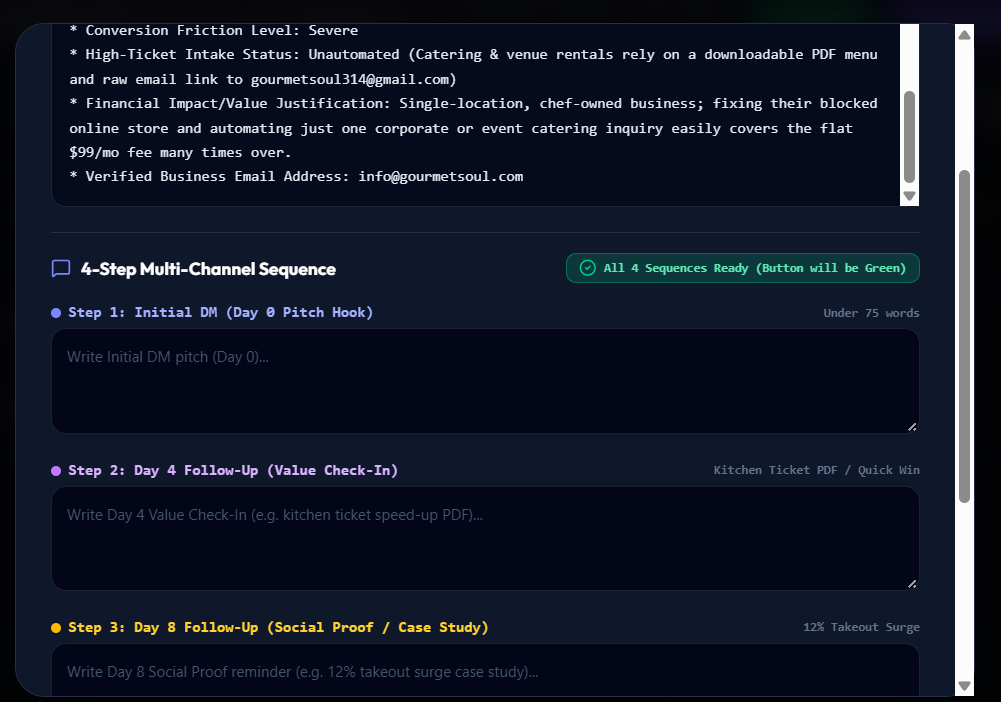 * Conversion Friction Level: Severe
* High-Ticket Intake Status: Unautomated (Catering & venue rentals rely on a downloadable PDF menu
and raw email link to gourmetsoul314@gmail.com)
* Financial Impact/Value Justification: Single-location, chef-owned business; fixing their blocked
online store and automating just one corporate or event catering inquiry easily covers the flat
$99/mo fee many times over.
* Verified Business Email Address: info@gourmetsoul.com
4-Step Multi-Channel Sequence
All 4 Sequences Ready (Button will be Green)
Step 1: Initial DM (Day 0 Pitch Hook)
Under 75 words
Write Initial DM pitch (Day 0)...
Step 2: Day 4 Follow-Up (Value Check-In)
Kitchen Ticket PDF / Quick Win
Write Day 4 Value Check-In (e.g. kitchen ticket speed-up PDF)...
Step 3: Day 8 Follow-Up (Social Proof / Case Study)
12% Takeout Surge
Write Day 8 Social Proof reminder (e.g. 12% takeout surge case study)...